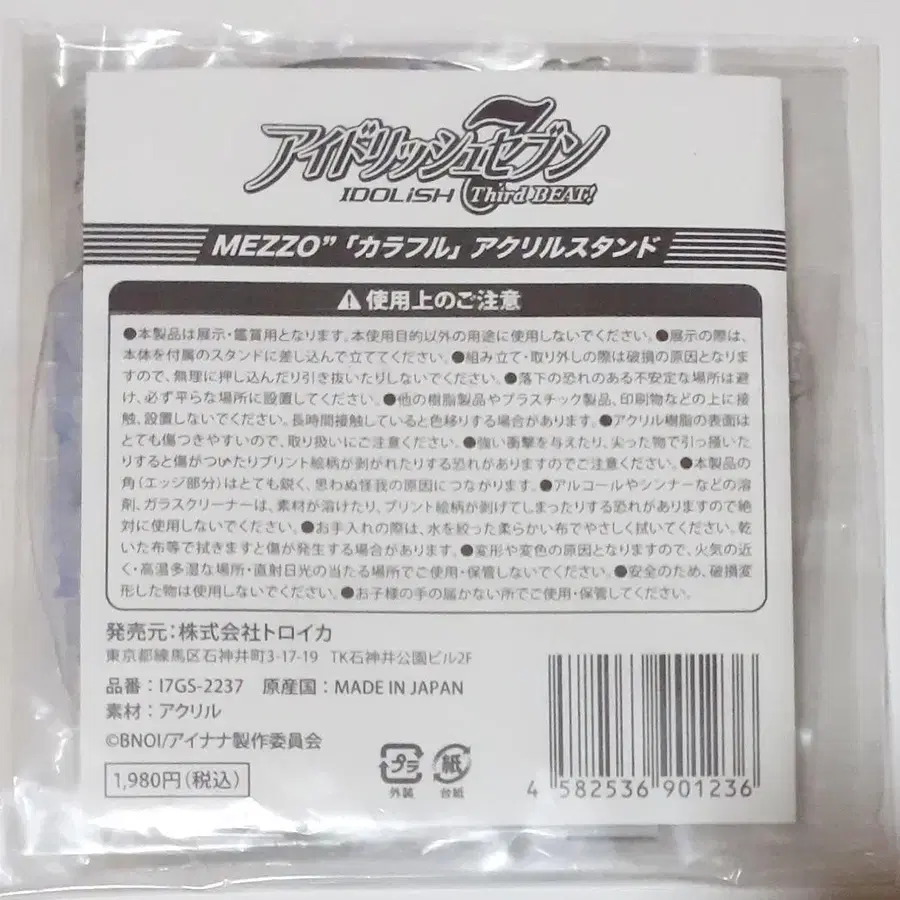 アイドリッシュセブン
IDOLiSH Third BEAT!
MEZZO”「カラフル」アクリルスタンド
使用上のご注意
●本製品は展示・鑑賞用となります。本使用目的以外の用途に使用しないでください。●展示の際は、
本体を付属のスタンドに差し込んで立ててください。●組み立て・取り外しの際は破損の原因となりま
すので、無理に押し込んだり引き抜いたりしないでください。●落下の恐れのある不安定な場所は避
け、必ず平らな場所に設置してください。●他の樹脂製品やプラスチック製品、印刷物などの上に接
触、設置しないでください。長時間接触していると色移りする場合があります。●アクリル樹脂の表面は
とても傷つきやすいので、取り扱いにご注意ください。●強い衝撃を与えたり、尖った物で引っ掻いた
りすると傷がついたりプリント絵柄が剥がれたりする恐れがありますのでご注意ください。●本製品の
角(エッジ部分)はとても鋭く、思わぬ怪我の原因につながります。●アルコールやシンナーなどの溶
剤、ガラスクリーナーは、素材が溶けたり、プリント絵柄が剥げてしまったりする恐れがありますので絶
対に使用しないでください。●お手入れの際は、水を絞った柔らかい布でやさしく拭いてください。乾
いた布等で拭きますと傷が発生する場合があります。●変形や変色の原因となりますので、火気の近
く・高温多湿な場所・直射日光の当たる場所でご使用・保管しないでください。●安全のため、破損変
形した物は使用しないでください。●お子様の手の届かない所でご使用・保管してください。
発売元:株式会社トロイカ
東京都練馬区石神井町3-17-19 TK石神井公園ビル2F
品番:I7GS-2237 原産国:MADE IN JAPAN
素材:アクリル
©BNOI/アイナナ製作委員会
1,980円(税込)
プラ 外装
紙 台紙
4 582536 901236